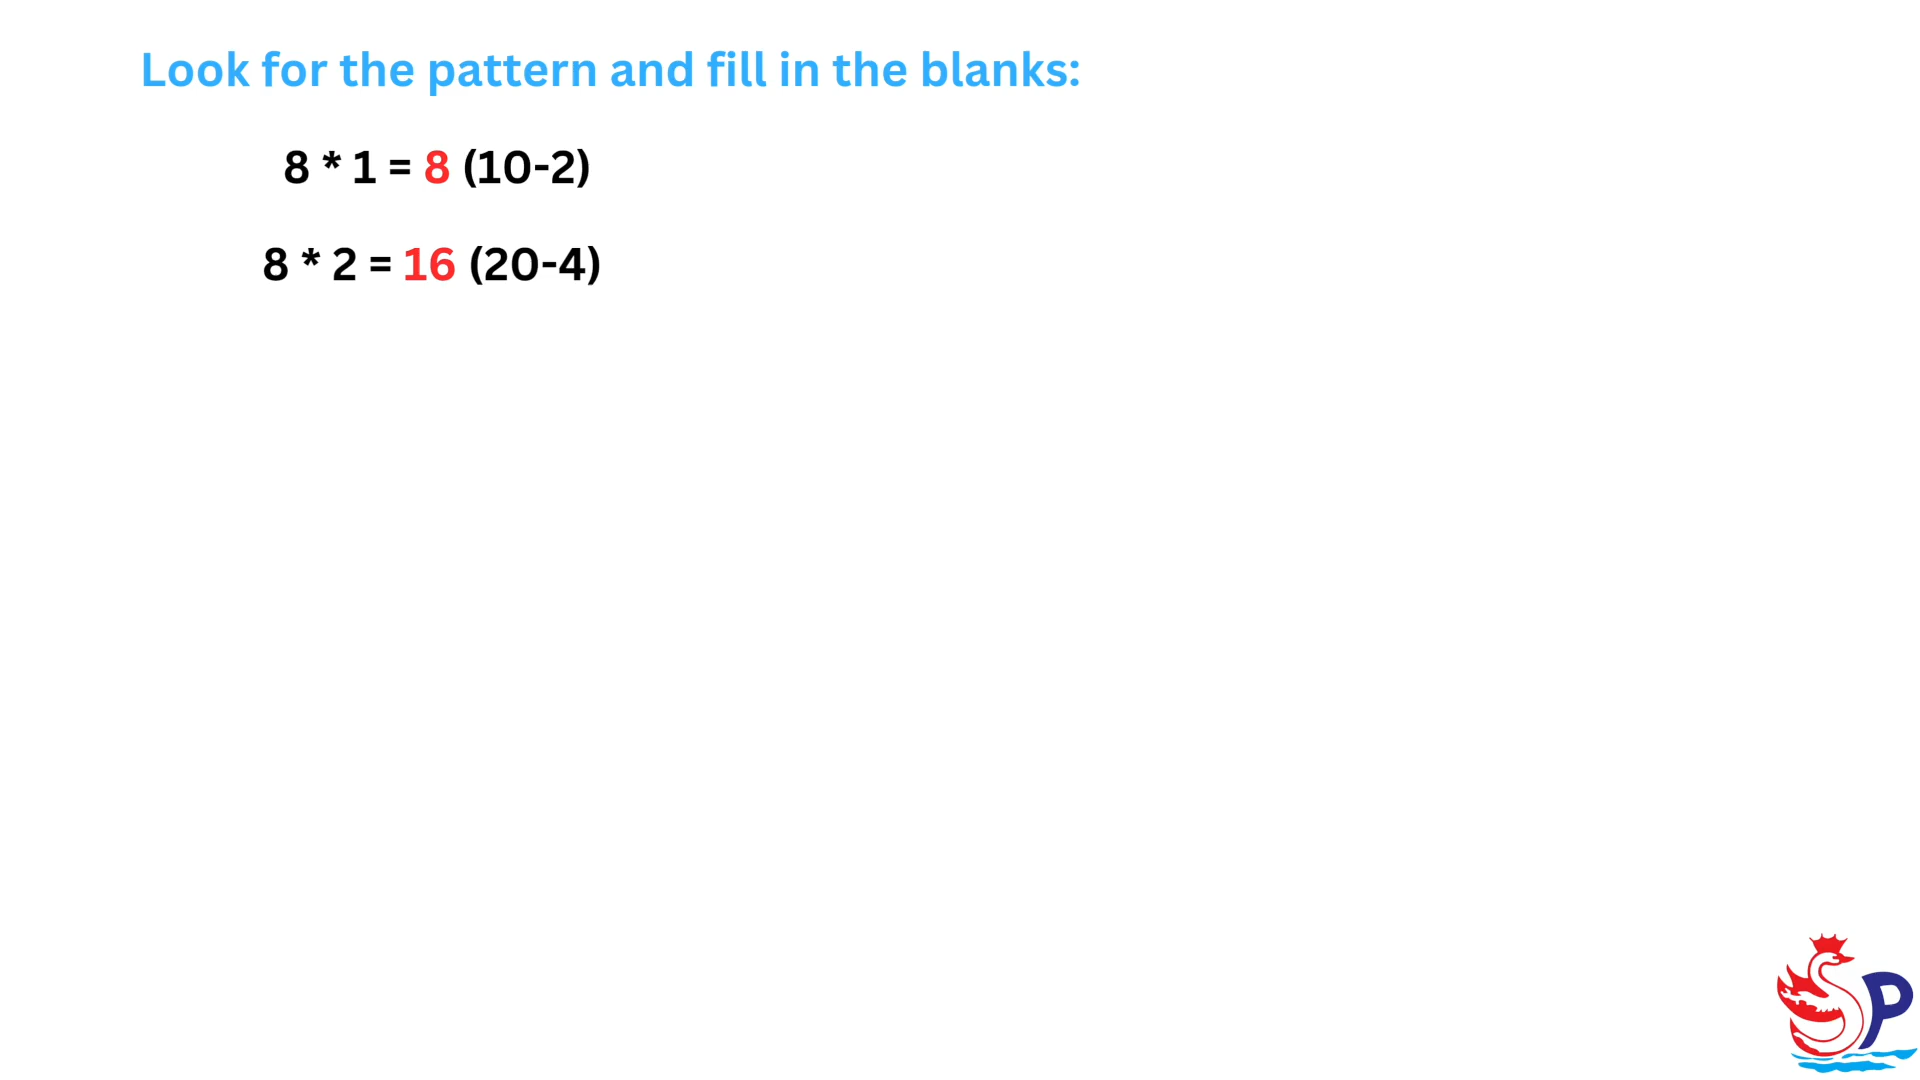 Look for the pattern and fill in the blanks:
8 * 1 = 8 (10-2)
8 * 2 = 16 (20-4)
SP